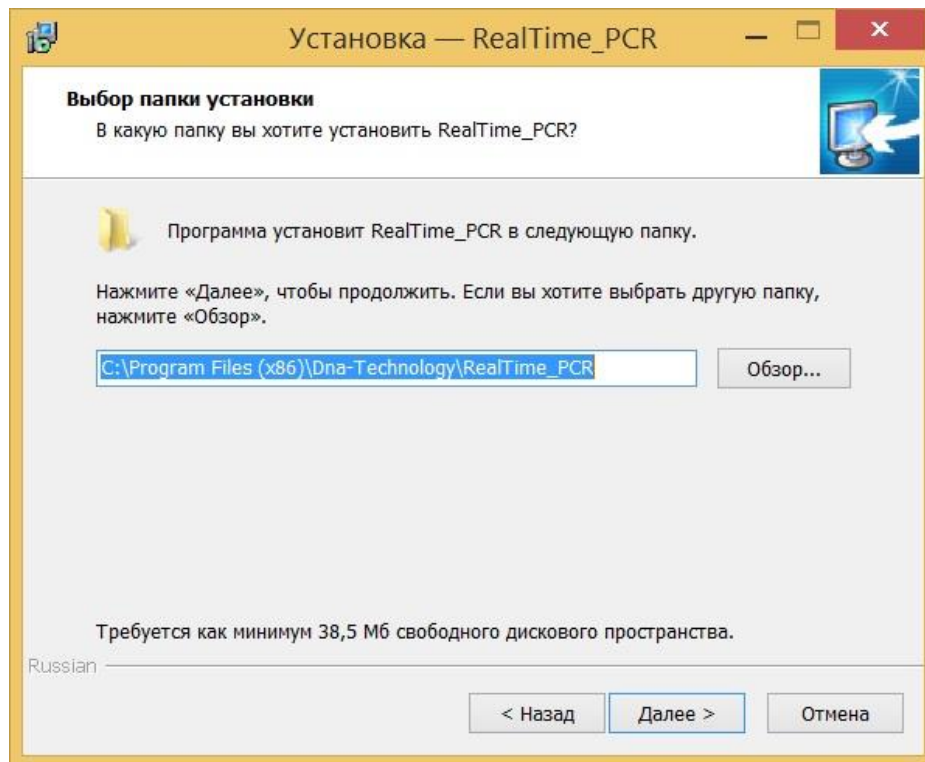 Установка — RealTime_PCR
Выбор папки установки
В какую папку вы хотите установить RealTime_PCR?
Программа установит RealTime_PCR в следующую папку.
Нажмите «Далее», чтобы продолжить. Если вы хотите выбрать другую папку,
нажмите «Обзор».
C:\Program Files (x86)\Dna-Technology\RealTime_PCR
Обзор...
Требуется как минимум 38,5 Мб свободного дискового пространства.
Russian
< Назад
Далее >
Отмена